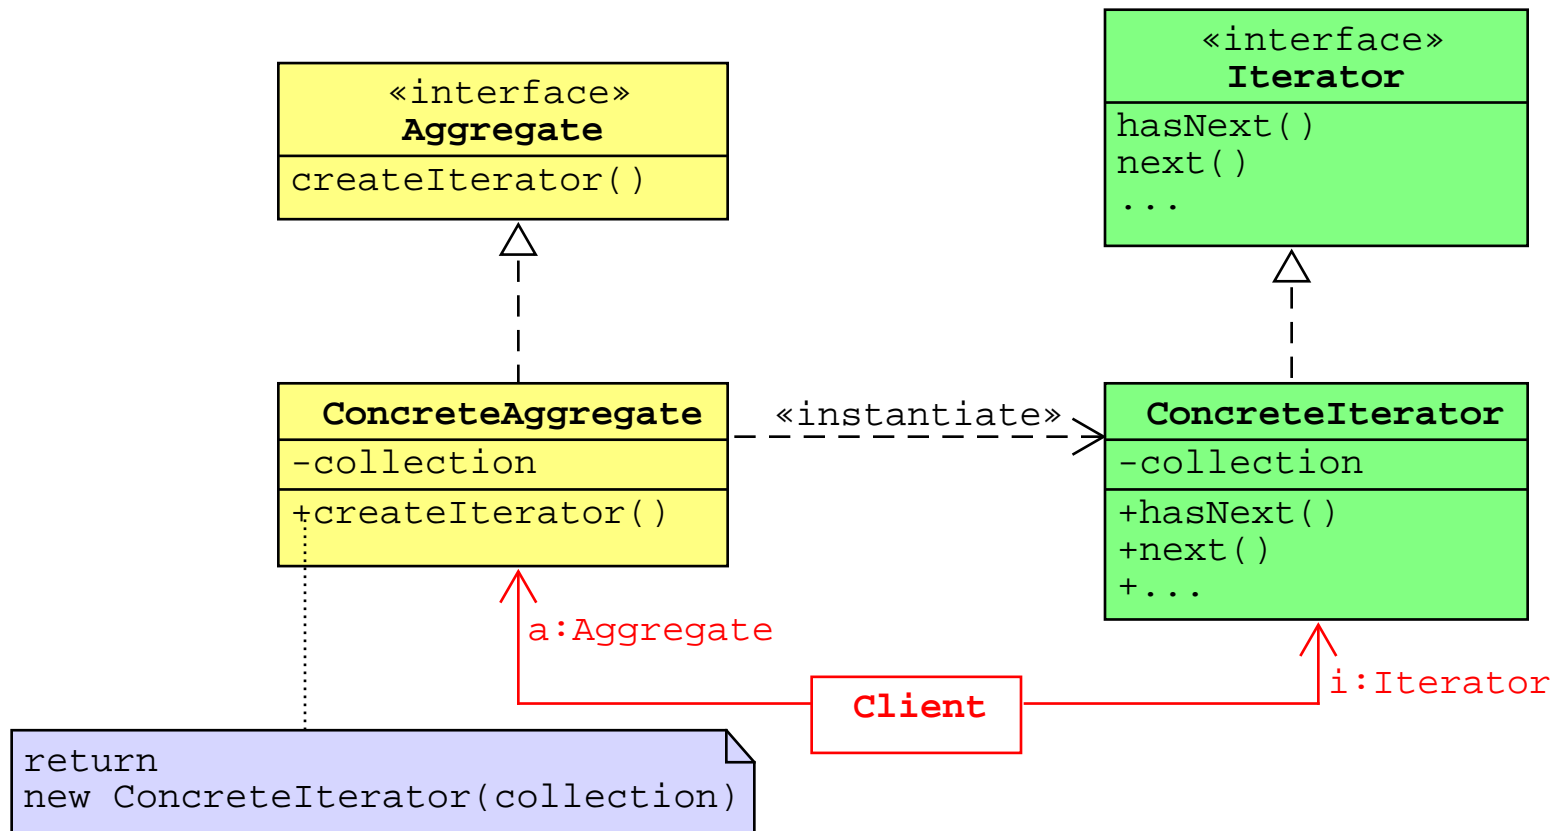 «interface»
Aggregate
createIterator()
«interface»
Iterator
hasNext()
next()
...
ConcreteAggregate
-collection
+createIterator()
«instantiate»
ConcreteIterator
-collection
+hasNext()
+next()
+...
a:Aggregate
Client
i:Iterator
return
new ConcreteIterator(collection)